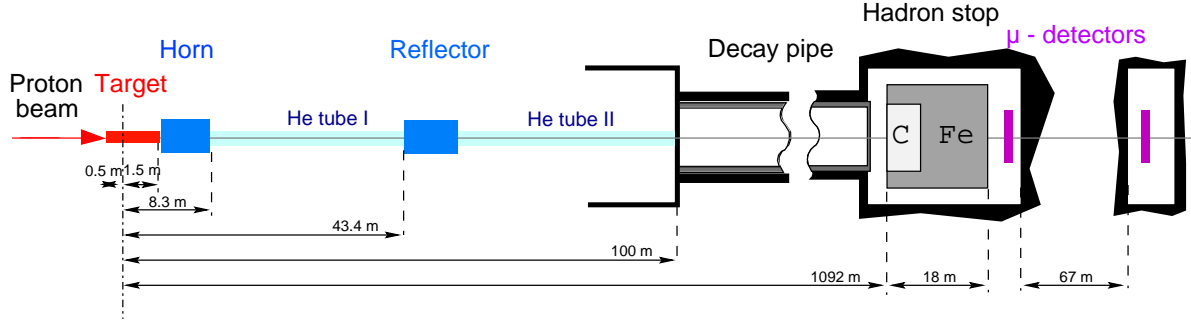 Hadron stop
Horn
Reflector
Decay pipe
μ - detectors
Proton
beam
Target
He tube I
He tube II
C
Fe
0.5 m
1.5 m
8.3 m
43.4 m
100 m
1092 m
18 m
67 m